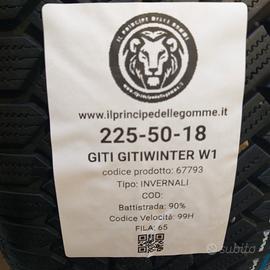 IL PRINCIPE DELLE GOMME
www.ilprincipedellegomme.it
225-50-18
GITI GITIWINTER W1
codice prodotto: 67793
Tipo: INVERNALI
COD:
Battistrada: 90%
Codice Velocità: 99H
FILA: 65
subito